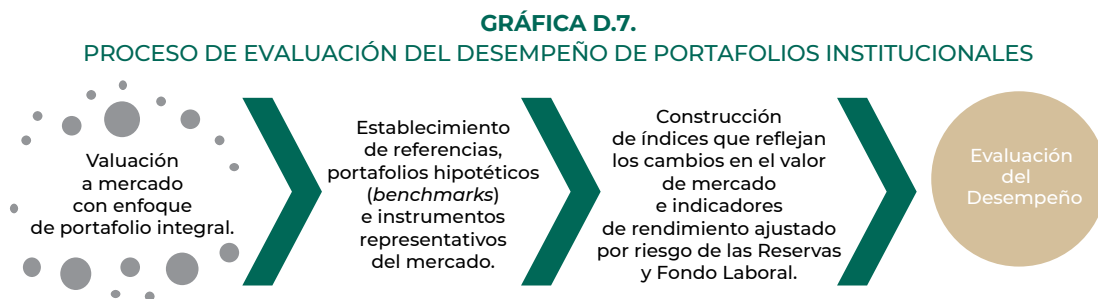 GRÁFICA D.7.
PROCESO DE EVALUACIÓN DEL DESEMPEÑO DE PORTAFOLIOS INSTITUCIONALES
Valuación
a mercado
con enfoque
de portafolio integral.
Establecimiento
de referencias,
portafolios hipotéticos
(benchmarks)
e instrumentos
representativos
del mercado.
Construcción
de índices que reflejan
los cambios en el valor
de mercado
e indicadores
de rendimiento ajustado
por riesgo de las Reservas
y Fondo Laboral.
Evaluación
del
Desempeño